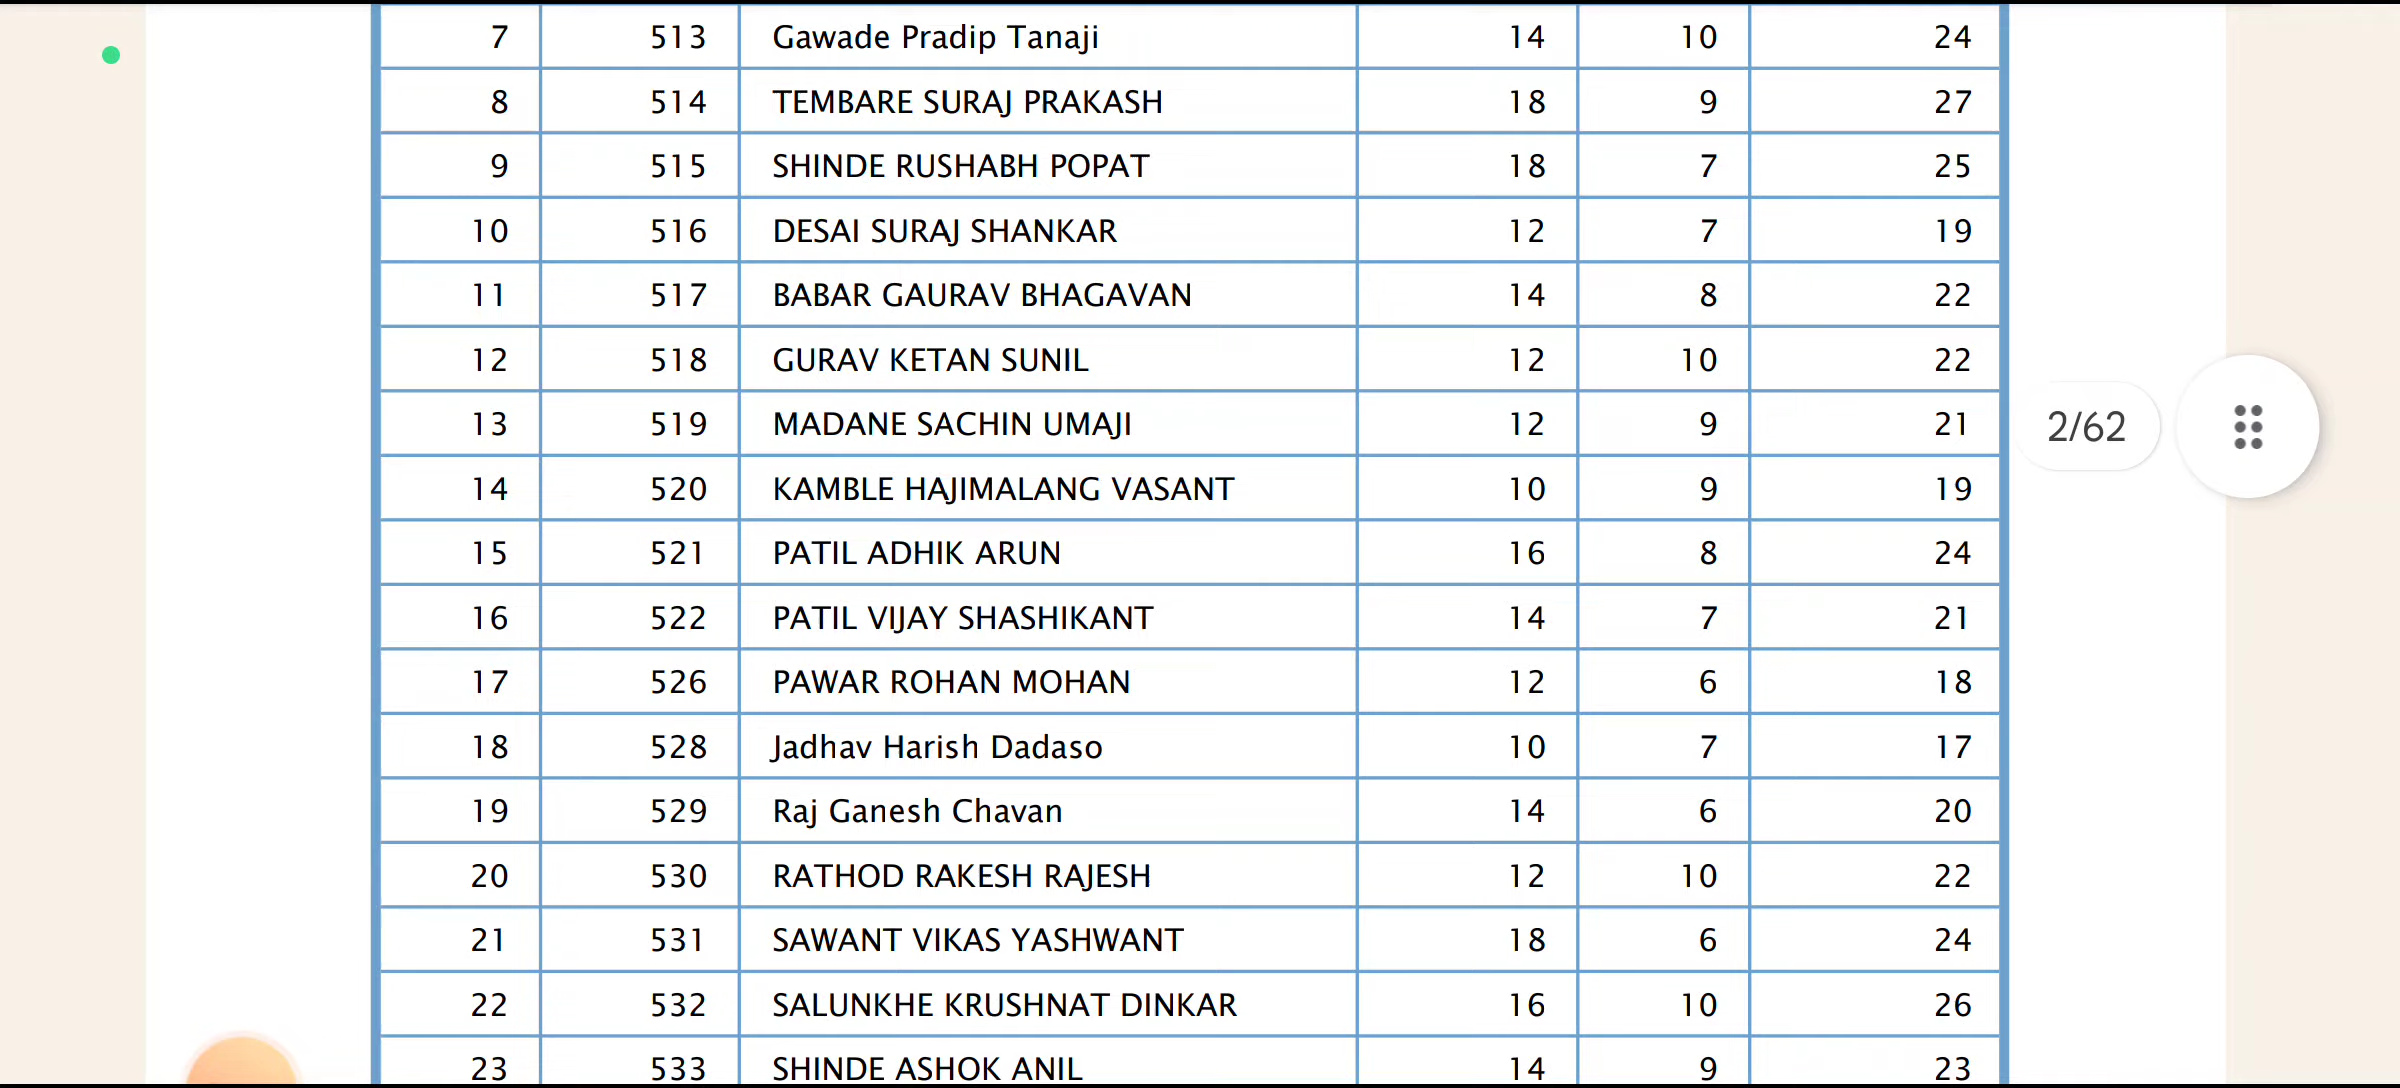 7 513 Gawade Pradip Tanaji 14 10 24
8 514 TEMBARE SURAJ PRAKASH 18 9 27
9 515 SHINDE RUSHABH POPAT 18 7 25
10 516 DESAI SURAJ SHANKAR 12 7 19
11 517 BABAR GAURAV BHAGAVAN 14 8 22
12 518 GURAV KETAN SUNIL 12 10 22
13 519 MADANE SACHIN UMAJI 12 9 21
2/62
14 520 KAMBLE HAJIMALANG VASANT 10 9 19
15 521 PATIL ADHIK ARUN 16 8 24
16 522 PATIL VIJAY SHASHIKANT 14 7 21
17 526 PAWAR ROHAN MOHAN 12 6 18
18 528 Jadhav Harish Dadaso 10 7 17
19 529 Raj Ganesh Chavan 14 6 20
20 530 RATHOD RAKESH RAJESH 12 10 22
21 531 SAWANT VIKAS YASHWANT 18 6 24
22 532 SALUNKHE KRUSHNAT DINKAR 16 10 26
23 533 SHINDE ASHOK ANIL 14 9 23